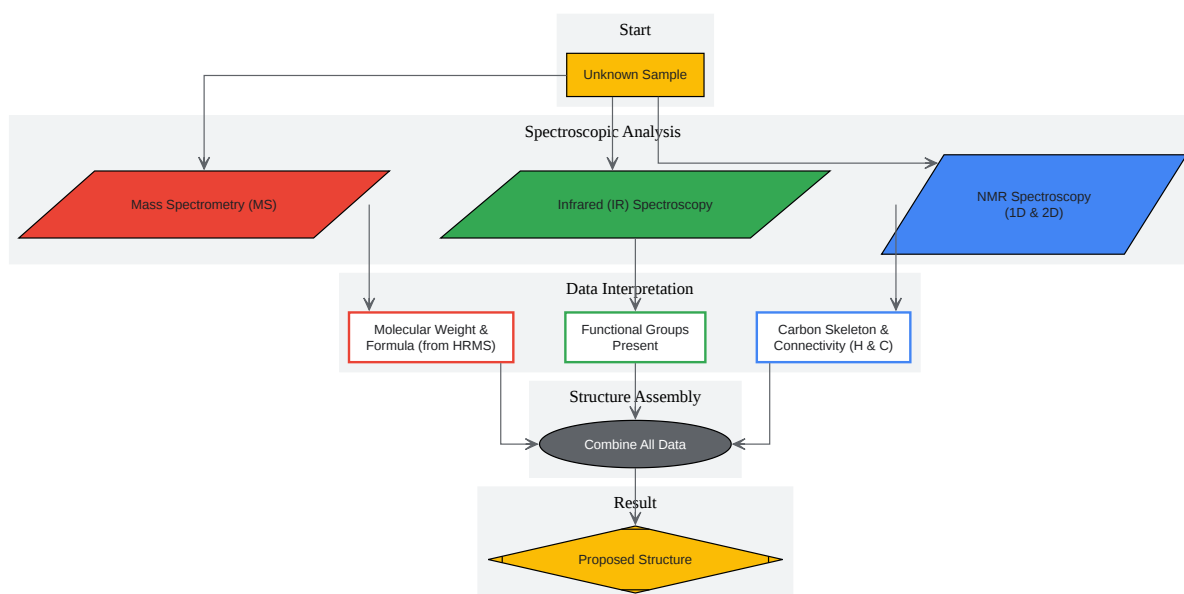 Start
Unknown Sample
Spectroscopic Analysis
Mass Spectrometry (MS)
Infrared (IR) Spectroscopy
NMR Spectroscopy
(1D & 2D)
Data Interpretation
Molecular Weight &
Formula (from HRMS)
Functional Groups
Present
Carbon Skeleton &
Connectivity (H & C)
Structure Assembly
Combine All Data
Result
Proposed Structure